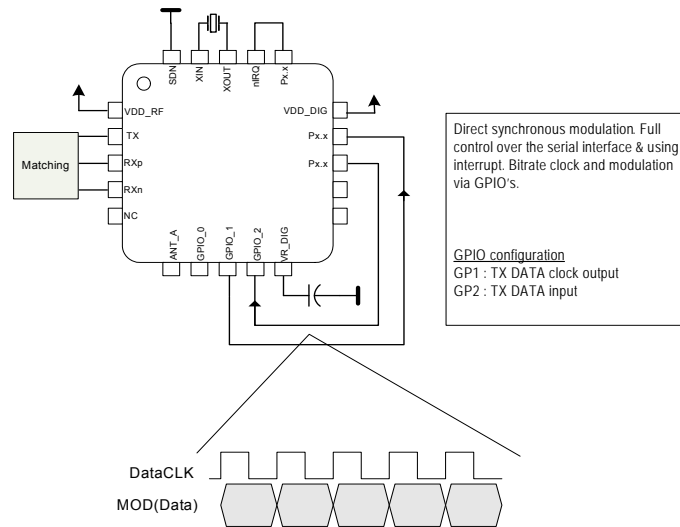 SDN
XIN
XOUT
nIRQ
Px.x
VDD_RF
VDD_DIG
TX
Px.x
Matching
RXp
Px.x
RXn
NC
ANT_A
GPIO_0
GPIO_1
GPIO_2
VR_DIG
Direct synchronous modulation. Full
control over the serial interface & using
interrupt. Bitrate clock and modulation
via GPIO's.
GPIO configuration
GP1 : TX DATA clock output
GP2 : TX DATA input
DataCLK
MOD(Data)